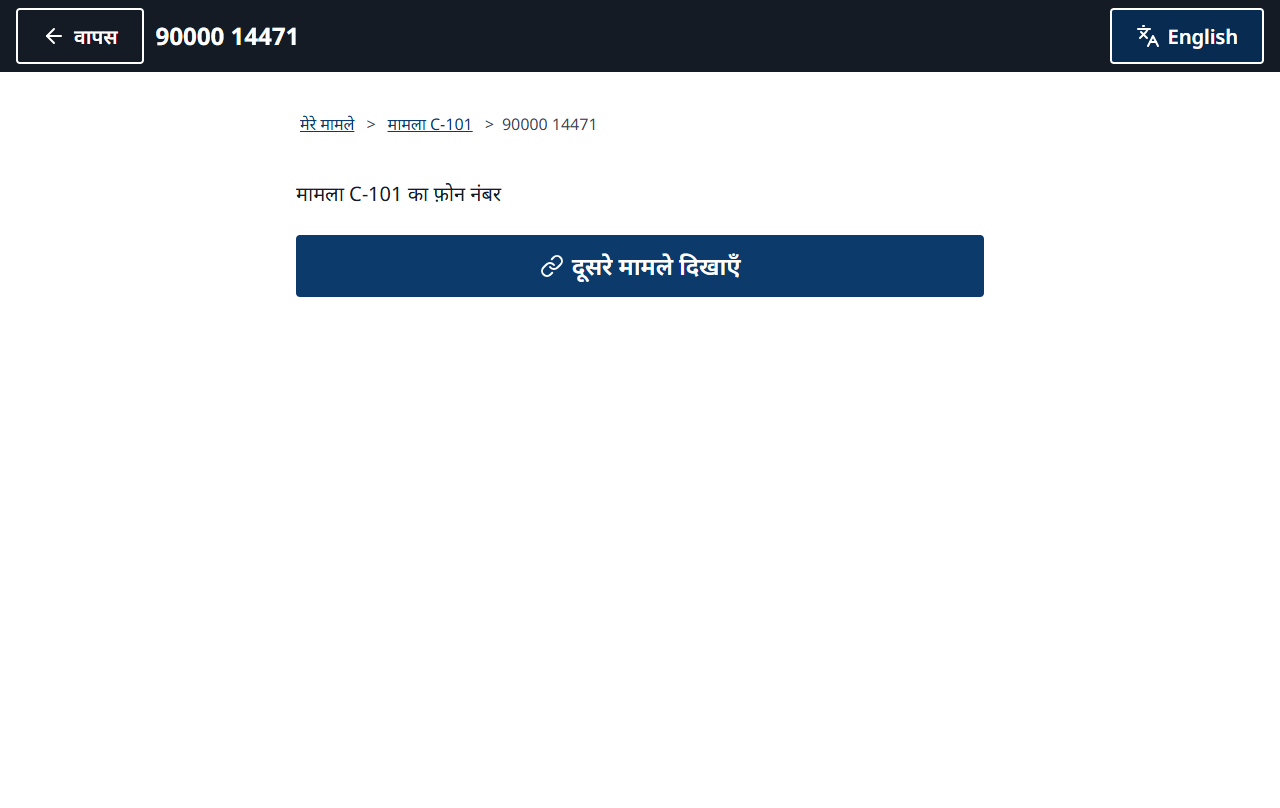 वापस 90000 14471 English
मेरे मामले > मामला C-101 > 90000 14471
मामला C-101 का फ़ोन नंबर
दूसरे मामले दिखाएँ